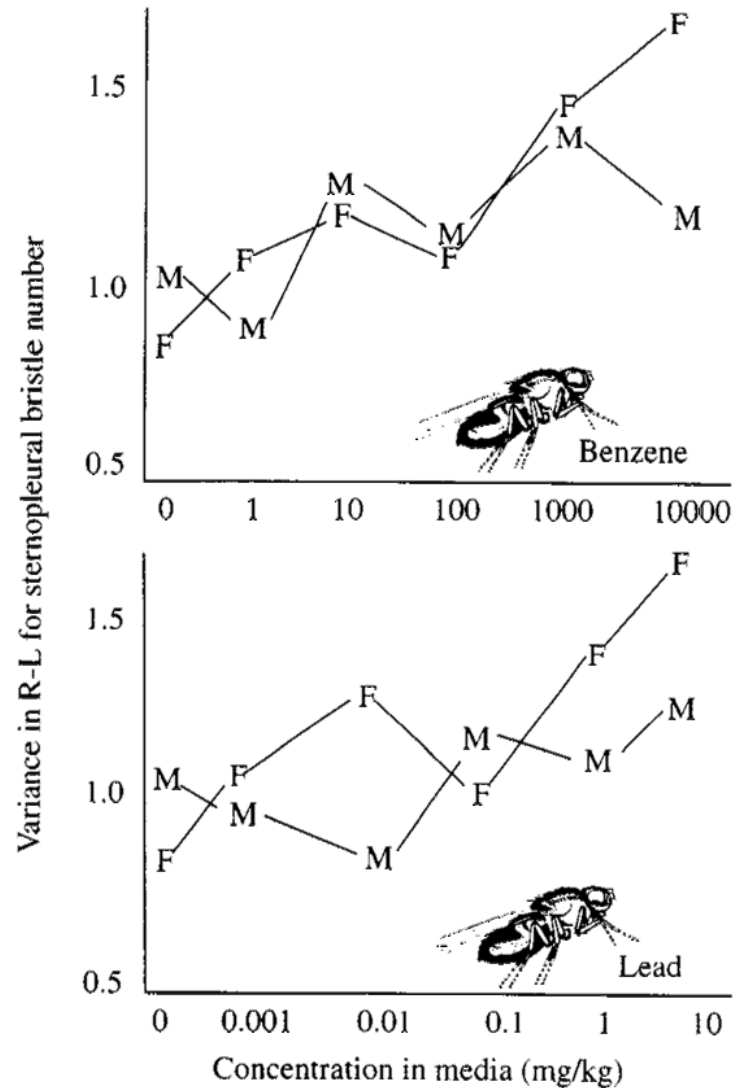 Variance in R-L for sternopleural bristle number
1.5
1.0
0.5
F
M
F
M
F
M
F
M
F
M
F
M
Benzene
0 1 10 100 1000 10000
1.5
1.0
0.5
F
M
F
M
F
M
F
M
F
M
F
M
Lead
0 0.001 0.01 0.1 1 10
Concentration in media (mg/kg)